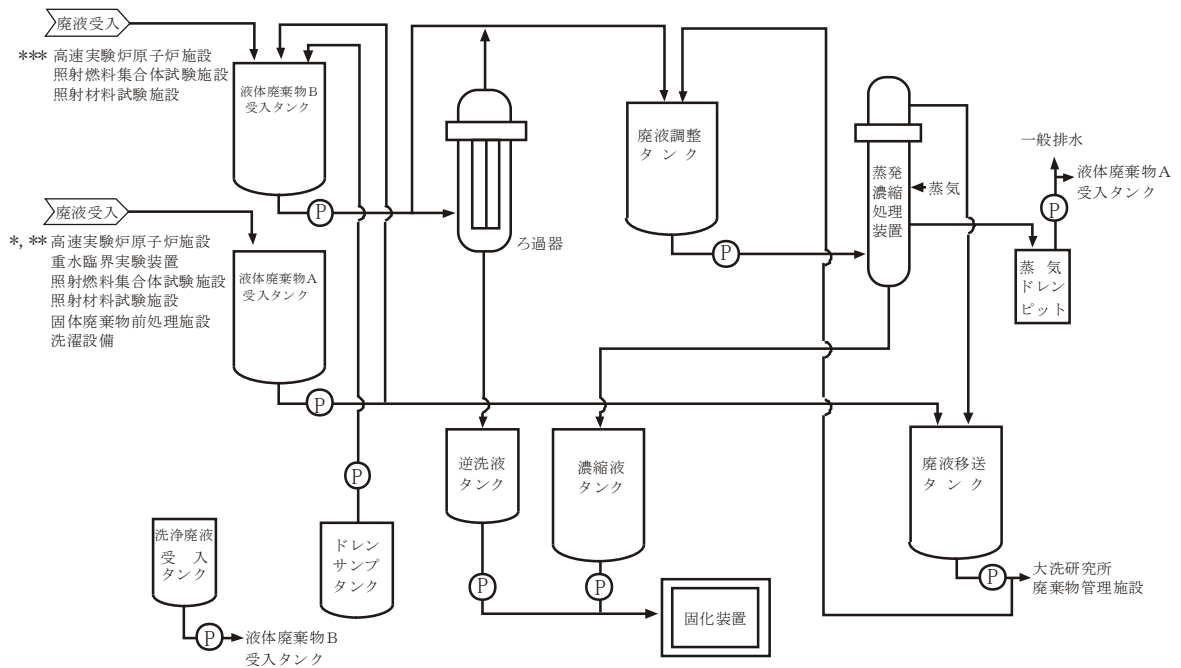 廃液受入
*** 高速実験炉原子炉施設
照射燃料集合体試験施設
照射材料試験施設
液体廃棄物B
受入タンク
P
廃液受入
*, ** 高速実験炉原子炉施設
重水臨界実験装置
照射燃料集合体試験施設
照射材料試験施設
固体廃棄物前処理施設
洗濯設備
液体廃棄物A
受入タンク
P
ろ過器
廃液調整
タンク
P
蒸発
濃縮
処理
装置
蒸気
一般排水
液体廃棄物A
受入タンク
P
蒸気
ドレン
ピット
逆洗液
タンク
P
濃縮液
タンク
P
廃液移送
タンク
P
大洗研究所
廃棄物管理施設
洗浄廃液
受入
タンク
P
液体廃棄物B
受入タンク
P
ドレン
サンプ
タンク
固化装置